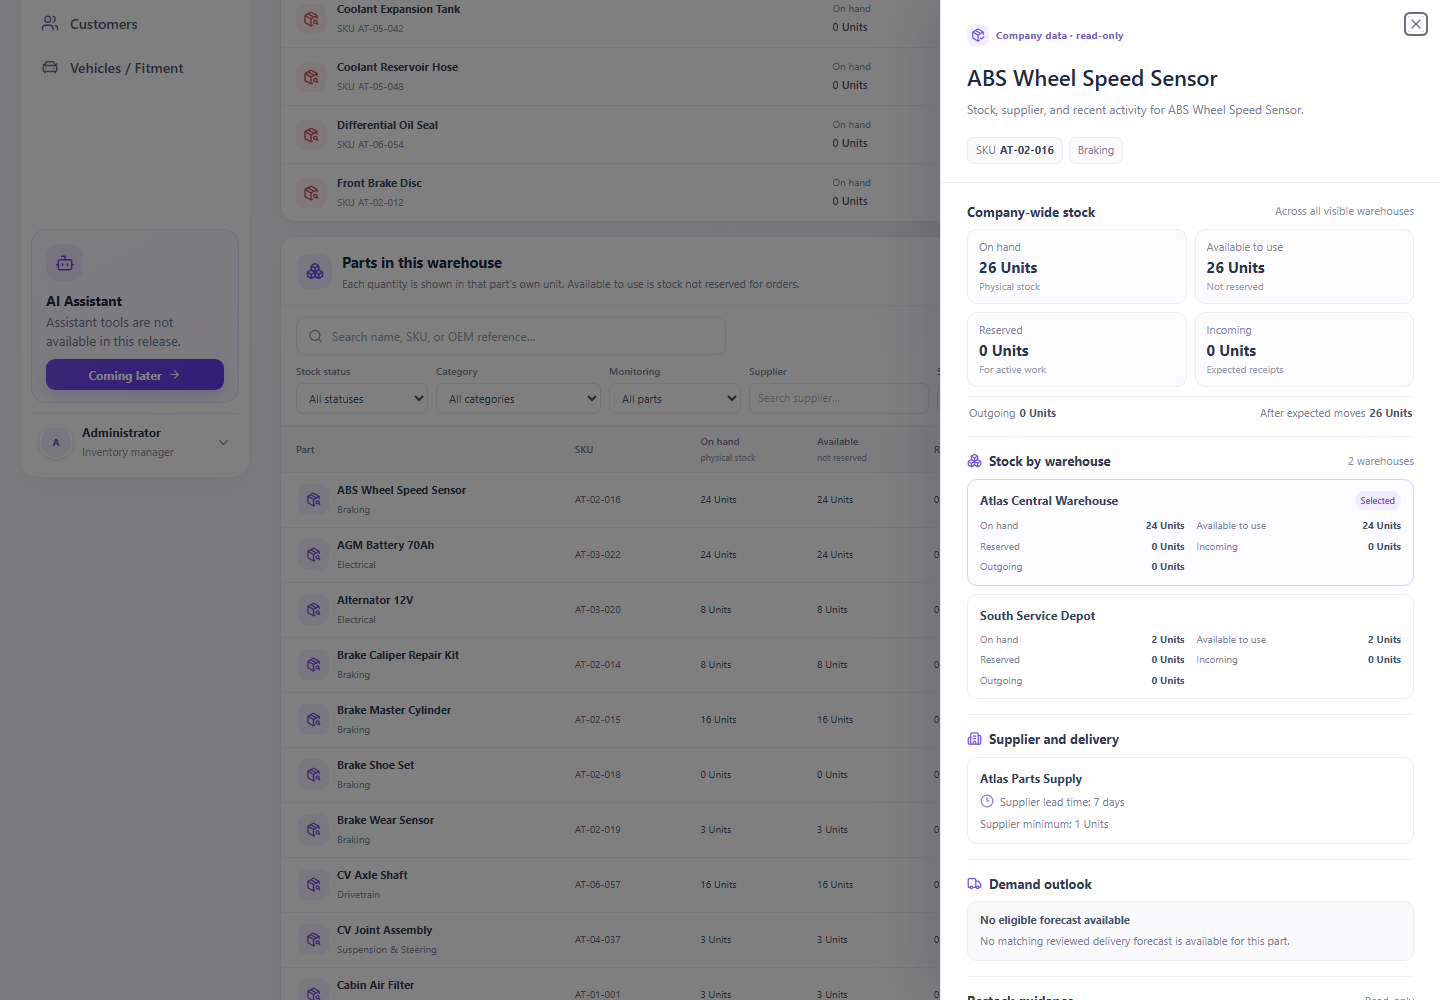 Customers
Vehicles / Fitment
AI Assistant
Assistant tools are not
available in this release.
Coming later →
A
Administrator
Inventory manager
Coolant Expansion Tank
SKU AT-05-042
On hand
0 Units
Coolant Reservoir Hose
SKU AT-05-048
On hand
0 Units
Differential Oil Seal
SKU AT-06-054
On hand
0 Units
Front Brake Disc
SKU AT-02-012
On hand
0 Units
Parts in this warehouse
Each quantity is shown in that part's own unit. Available to use is stock not reserved for orders.
Search name, SKU, or OEM reference...
Stock status Category Monitoring Supplier S
All statuses All categories All parts Search supplier...
Part SKU On hand Available R
physical stock not reserved
ABS Wheel Speed Sensor
Braking
AT-02-016 24 Units 24 Units 0
AGM Battery 70Ah
Electrical
AT-03-022 24 Units 24 Units 0
Alternator 12V
Electrical
AT-03-020 8 Units 8 Units 0
Brake Caliper Repair Kit
Braking
AT-02-014 8 Units 8 Units 0
Brake Master Cylinder
Braking
AT-02-015 16 Units 16 Units 0
Brake Shoe Set
Braking
AT-02-018 0 Units 0 Units 0
Brake Wear Sensor
Braking
AT-02-019 3 Units 3 Units 0
CV Axle Shaft
Drivetrain
AT-06-057 16 Units 16 Units 0
CV Joint Assembly
Suspension & Steering
AT-04-037 3 Units 3 Units 0
Cabin Air Filter
AT-01-001 3 Units 3 Units 0
Company data · read-only
ABS Wheel Speed Sensor
Stock, supplier, and recent activity for ABS Wheel Speed Sensor.
SKU AT-02-016 Braking
Company-wide stock Across all visible warehouses
On hand
26 Units
Physical stock
Available to use
26 Units
Not reserved
Reserved
0 Units
For active work
Incoming
0 Units
Expected receipts
Outgoing 0 Units After expected moves 26 Units
Stock by warehouse 2 warehouses
Atlas Central Warehouse Selected
On hand 24 Units Available to use 24 Units
Reserved 0 Units Incoming 0 Units
Outgoing 0 Units
South Service Depot
On hand 2 Units Available to use 2 Units
Reserved 0 Units Incoming 0 Units
Outgoing 0 Units
Supplier and delivery
Atlas Parts Supply
Supplier lead time: 7 days
Supplier minimum: 1 Units
Demand outlook
No eligible forecast available
No matching reviewed delivery forecast is available for this part.
Restock guidance Read-only